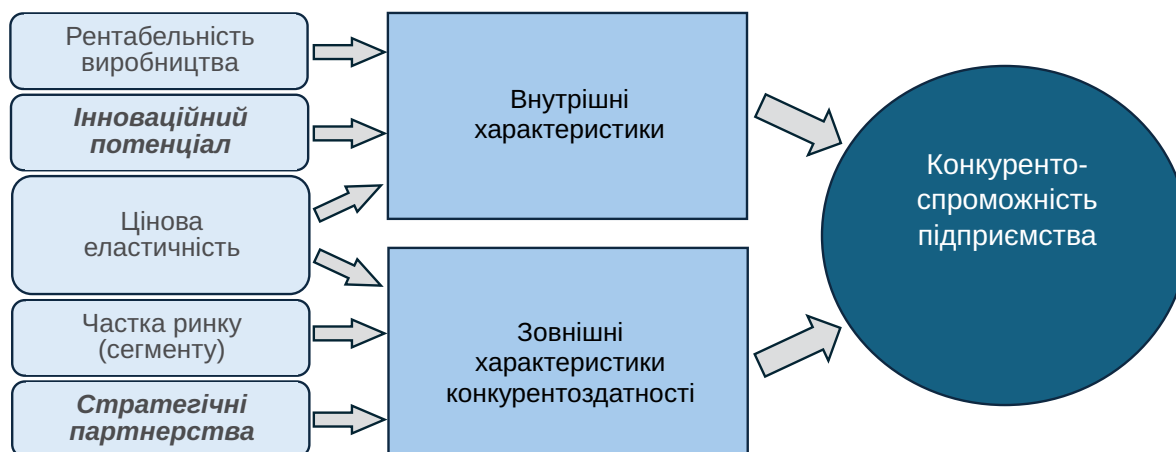 Рентабельність
виробництва
Інноваційний
потенціал
Цінова
еластичність
Частка ринку
(сегменту)
Стратегічні
партнерства
Внутрішні
характеристики
Зовнішні
характеристики
конкурентоздатності
Конкуренто-
спроможність
підприємства